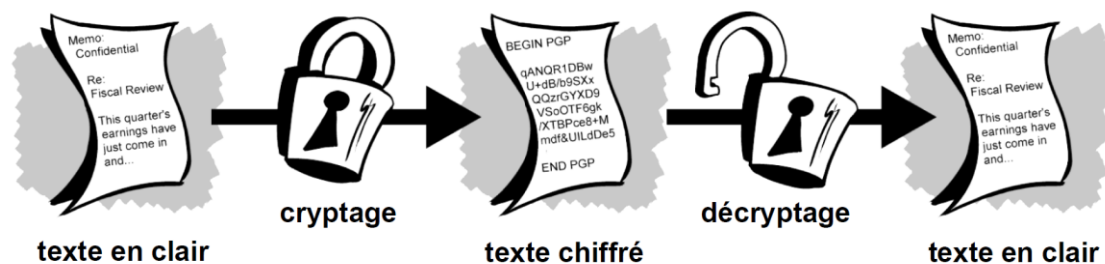 Memo:
Confidential
Re:
Fiscal Review
This quarter's
earnings have
just come in
and...
texte en clair
cryptage
BEGIN PGP
qANQR1DBw
U+dB/b9SXx
QQzrGYXD9
VSoOTF6gk
/XTBPce8+M
mdf&UILdDe5
END PGP
texte chiffré
décryptage
Memo:
Confidential
Re:
Fiscal Review
This quarter's
earnings have
just come in
and...
texte en clair